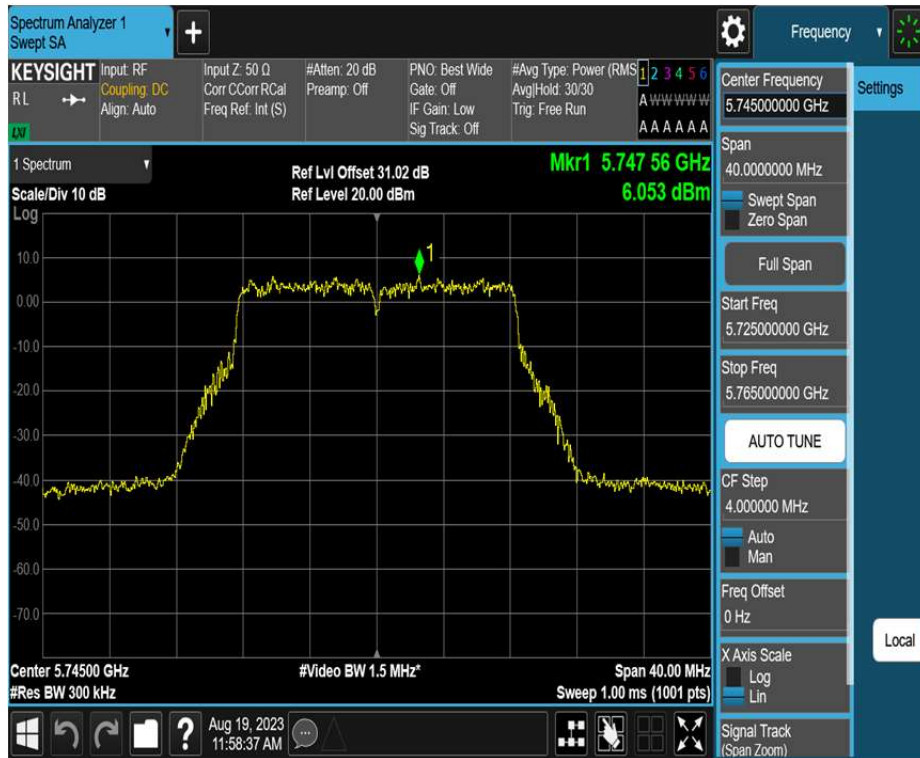 Spectrum Analyzer 1
Swept SA
+
Frequency
KEYSIGHT
R L
LXI
Input: RF
Coupling: DC
Align: Auto
Input Z: 50 Ω
Corr CCorr RCal
Freq Ref: Int (S)
#Atten: 20 dB
Preamp: Off
PNO: Best Wide
Gate: Off
IF Gain: Low
Sig Track: Off
#Avg Type: Power (RMS
Avg|Hold: 30/30
Trig: Free Run
1 2 3 4 5 6
A W W W W W
A A A A A A
Center Frequency
5.745000000 GHz
Settings
Span
40.0000000 MHz
Swept Span
Zero Span
Full Span
Start Freq
5.725000000 GHz
Stop Freq
5.765000000 GHz
AUTO TUNE
CF Step
4.000000 MHz
Auto
Man
Freq Offset
0 Hz
X Axis Scale
Log
Lin
Signal Track
(Span Zoom)
Local
1 Spectrum
Scale/Div 10 dB
Log
Ref Lvl Offset 31.02 dB
Ref Level 20.00 dBm
Mkr1 5.747 56 GHz
6.053 dBm
1
10.0
0.00
-10.0
-20.0
-30.0
-40.0
-50.0
-60.0
-70.0
Center 5.74500 GHz
#Res BW 300 kHz
#Video BW 1.5 MHz*
Span 40.00 MHz
Sweep 1.00 ms (1001 pts)
?
Aug 19, 2023
11:58:37 AM